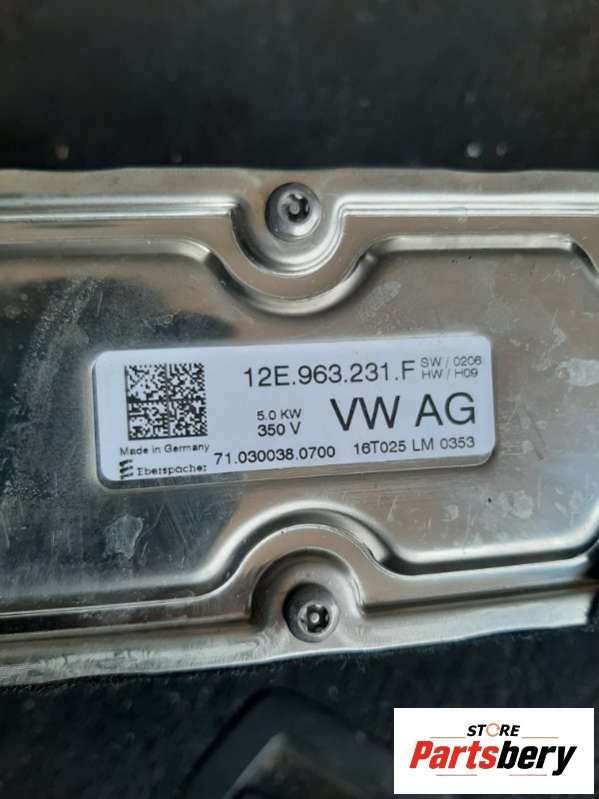 12E.963.231.F SW / 0206
HW / H09
5.0 KW
350 V
VW AG
Made in Germany
Eberspächer
71.030038.0700
16T025 LM 0353
STORE
Partsbery